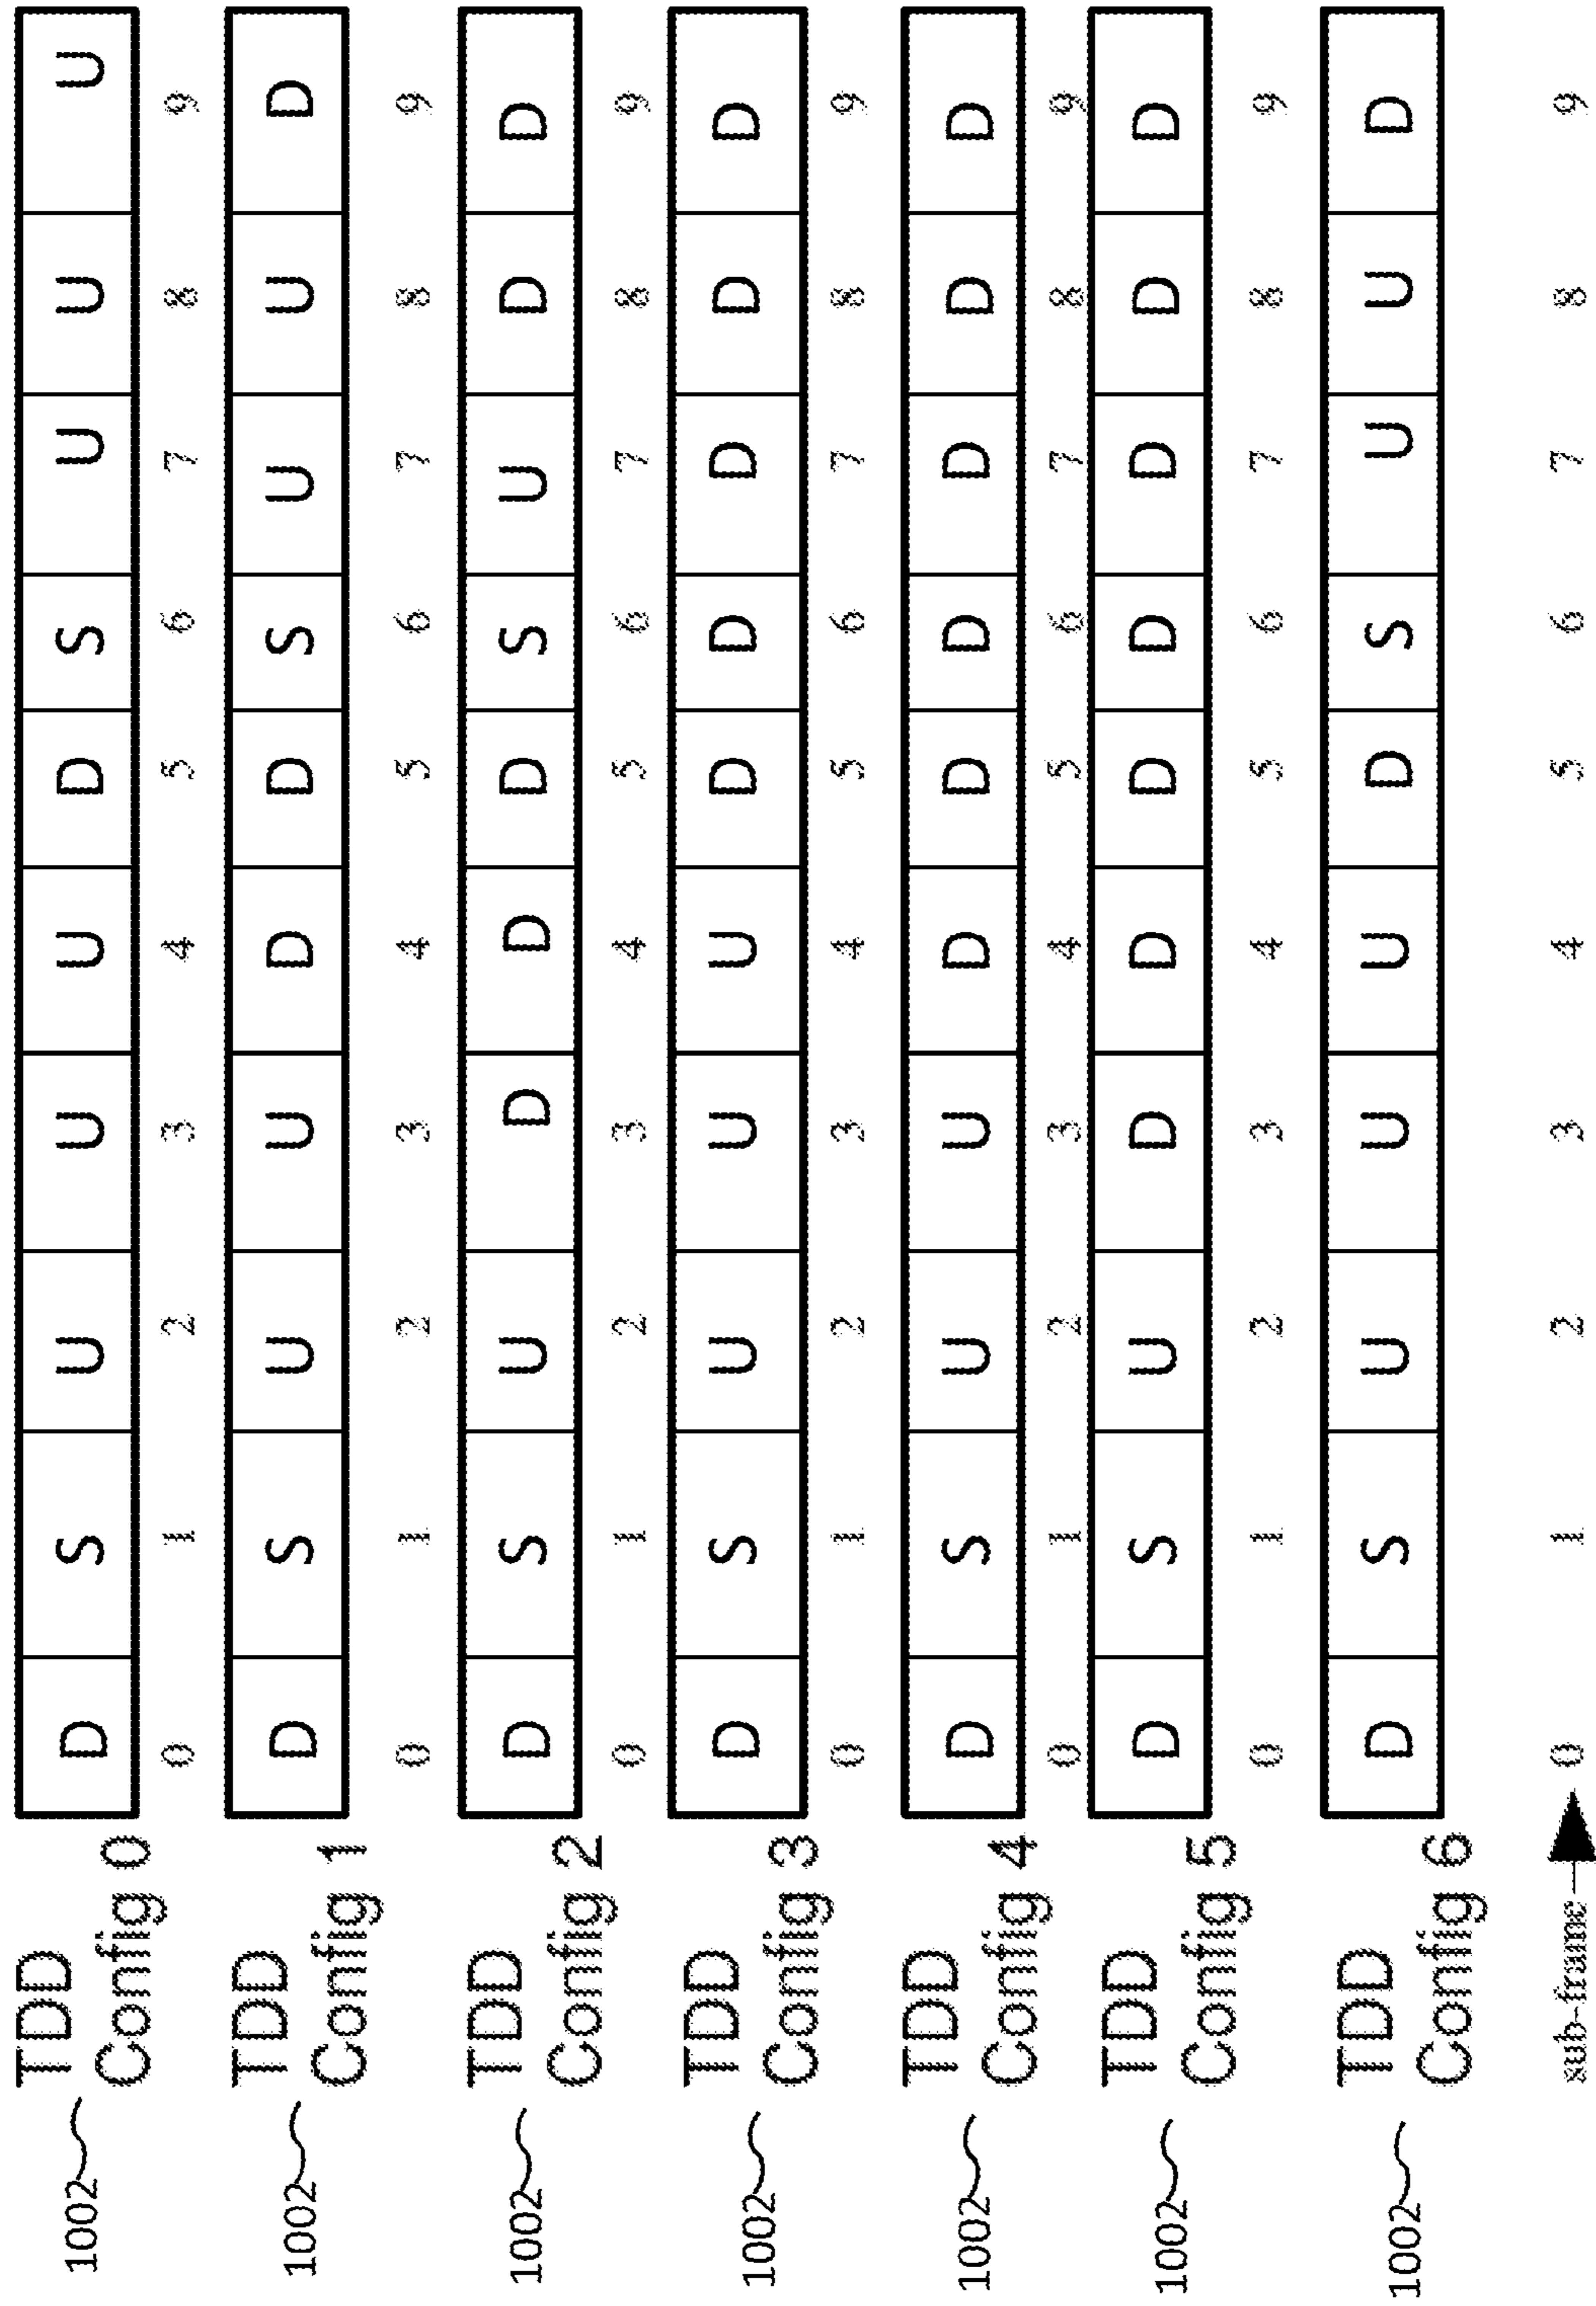 1002 TDD Config 0 D S U U U D S U U U
0 1 2 3 4 5 6 7 8 9
1002 TDD Config 1 D S U U D D S U U D
0 1 2 3 4 5 6 7 8 9
1002 TDD Config 2 D S U D D D S U D D
0 1 2 3 4 5 6 7 8 9
1002 TDD Config 3 D S U U U D D D D D
0 1 2 3 4 5 6 7 8 9
1002 TDD Config 4 D S U U D D D D D D
0 1 2 3 4 5 6 7 8 9
1002 TDD Config 5 D S U D D D D D D D
0 1 2 3 4 5 6 7 8 9
1002 TDD Config 6 D S U U U D S U U D
sub-frame 0 1 2 3 4 5 6 7 8 9